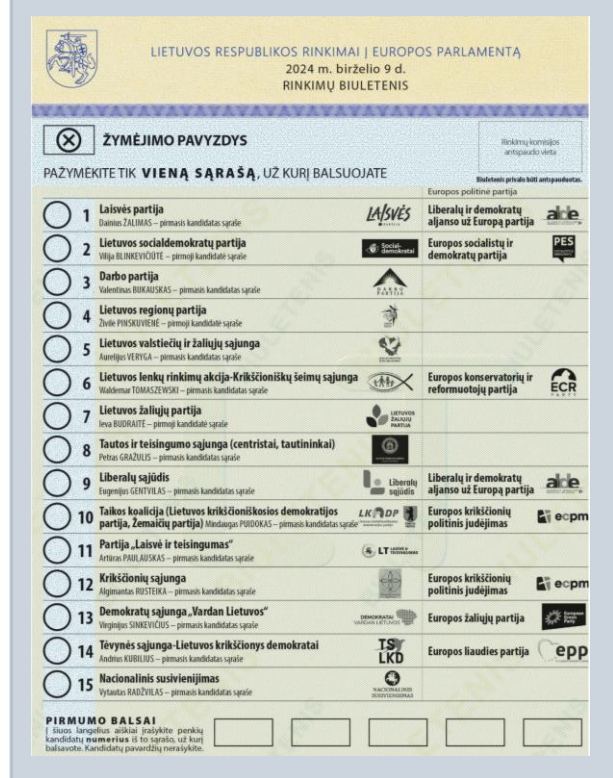 LIETUVOS RESPUBLIKOS RINKIMAI Į EUROPOS PARLAMENTĄ
2024 m. birželio 9 d.
RINKIMŲ BIULETENIS
ŽYMĖJIMO PAVYZDYS
Rinkimų komisijos
antspaudo vieta
PAŽYMĖKITE TIK VIENĄ SĄRAŠĄ, UŽ KURĮ BALSUOJATE
Biuletenis privalo būti antspauduotas.
Europos politinė partija
1 Laisvės partija
Dainius ŽALIMAS – pirmasis kandidatas sąraše
LAISVĖS
PARTIJA
Liberalų ir demokratų
aljanso už Europą partija
alde
2 Lietuvos socialdemokratų partija
Vilija BLINKEVIČIŪTĖ – pirmoji kandidatė sąraše
Social-
demokratai
Europos socialistų ir
demokratų partija
PES
3 Darbo partija
Valentinas BUKAUSKAS – pirmasis kandidatas sąraše
DARBO
PARTIJA
4 Lietuvos regionų partija
Živilė PINSKUVIENĖ – pirmoji kandidatė sąraše
5 Lietuvos valstiečių ir žaliųjų sąjunga
Aurelijus VERYGA – pirmasis kandidatas sąraše
6 Lietuvos lenkų rinkimų akcija-Krikščioniškų šeimų sąjunga
Waldemar TOMASZEWSKI – pirmasis kandidatas sąraše
Europos konservatorių ir
reformuotojų partija
ECR
PARTY
7 Lietuvos žaliųjų partija
Ieva BUDRAITĖ – pirmoji kandidatė sąraše
LIETUVOS
ŽALIŲJŲ
PARTIJA
8 Tautos ir teisingumo sąjunga (centristai, tautininkai)
Petras GRAŽULIS – pirmasis kandidatas sąraše
9 Liberalų sąjūdis
Eugenijus GENTVILAS – pirmasis kandidatas sąraše
Liberalų
sąjūdis
Liberalų ir demokratų
aljanso už Europą partija
alde
10 Taikos koalicija (Lietuvos krikščioniškosios demokratijos
partija, Žemaičių partija) Mindaugas PUIDOKAS – pirmasis kandidatas sąraše
LKDP
Europos krikščionių
politinis judėjimas
ecpm
11 Partija „Laisvė ir teisingumas“
Artūras PAULAUSKAS – pirmasis kandidatas sąraše
LT LAISVĖ IR
TEISINGUMAS
12 Krikščionių sąjunga
Algimantas RUSTEIKA – pirmasis kandidatas sąraše
Europos krikščionių
politinis judėjimas
ecpm
13 Demokratų sąjunga „Vardan Lietuvos“
Virginijus SINKEVIČIUS – pirmasis kandidatas sąraše
DEMOKRATAI
VARDAN LIETUVOS
Europos žaliųjų partija
European
Green
Party
14 Tėvynės sąjunga-Lietuvos krikščionys demokratai
Andrius KUBILIUS – pirmasis kandidatas sąraše
TS
LKD
Europos liaudies partija
epp
15 Nacionalinis susivienijimas
Vytautas RADŽVILAS – pirmasis kandidatas sąraše
NACIONALINIS
SUSIVIENIJIMAS
PIRMUMO BALSAI
Į šiuos langelius aiškiai įrašykite penkių
kandidatų numerius iš to sąrašo, už kurį
balsavote. Kandidatų pavardžių nerašykite.